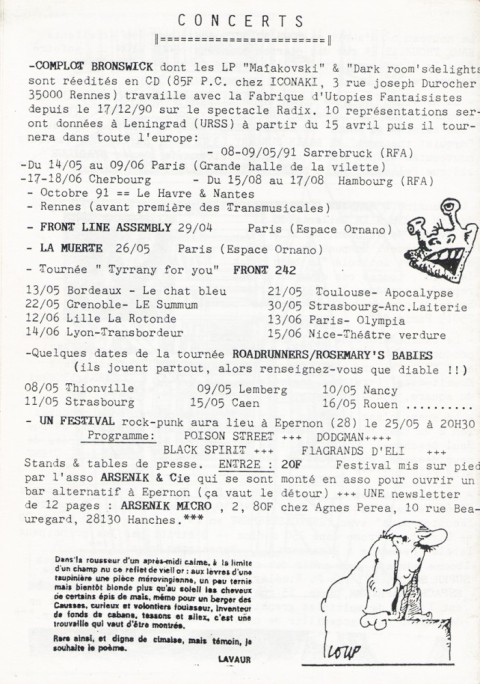 CONCERTS
-COMPLOT BRONSWICK dont les LP "Maîakovski" & "Dark room'sdelights
sont réedités en CD (85F P.C. chez ICONAKI, 3 rue joseph Durocher
35000 Rennes) travaille avec la Fabrique d'Utopies Fantaisistes
depuis le 17/12/90 sur le spectacle Radix. 10 représentations ser-
ont données à Leningrad (URSS) à partir du 15 avril puis il tour-
nera dans toute l'europe:
- 08-09/05/91 Sarrebruck (RFA)
-Du 14/05 au 09/06 Paris (Grande halle de la vilette)
-17-18/06 Cherbourg - Du 15/08 au 17/08 Hambourg (RFA)
- Octobre 91 == Le Havre & Nantes
- Rennes (avant première des Transmusicales)
- FRONT LINE ASSEMBLY 29/04 Paris (Espace Ornano)
- LA MUERTE 26/05 Paris (Espace Ornano)
- Tournée " Tyrrany for you" FRONT 242
13/05 Bordeaux - Le chat bleu 21/05 Toulouse- Apocalypse
22/05 Grenoble- LE Summum 30/05 Strasbourg-Anc.Laiterie
12/06 Lille La Rotonde 13/06 Paris- Olympia
14/06 Lyon-Transbordeur 15/06 Nice-Théâtre verdure
-Quelques dates de la tournée ROADRUNNERS/ROSEMARY'S BABIES
(ils jouent partout, alors renseignez-vous que diable !!)
08/05 Thionville 09/05 Lemberg 10/05 Nancy
11/05 Strasbourg 15/05 Caen 16/05 Rouen ..........
- UN FESTIVAL rock-punk aura lieu à Epernon (28) le 25/05 à 20H30
Programme: POISON STREET +++ DODGMAN++++
BLACK SPIRIT +++ FlAGRANDS D'ELI +++
Stands & tables de presse. ENTR2E : 20F Festival mis sur pied
par l'asso ARSENIK & Cie qui se sont monté en asso pour ouvrir un
bar alternatif à Epernon (ça vaut le détour) +++ UNE newsletter
de 12 pages : ARSENIK MICRO , 2, 80F chez Agnes Perea, 10 rue Bea-
uregard, 28130 Hanches.***
Dans la rousseur d'un après-midi calme, à la limite
d'un champ nu ce reflet de vieil or : aux lèvres d'une
taupinière une pièce mérovingienne, un peu ternie
mais bientôt blonde plus qu'au soleil les cheveux
de certains épis de maïs, même pour un berger des
Causses, curieux et volontiers fouisseur, inventeur
de fonds de cabane, tessons et silex, c'est une
trouvaille qui vaut d'être montrée.
Rare ainsi, et digne de cimaise, mais témoin, je
souhaite le poème.
LAVAUR
LOUP